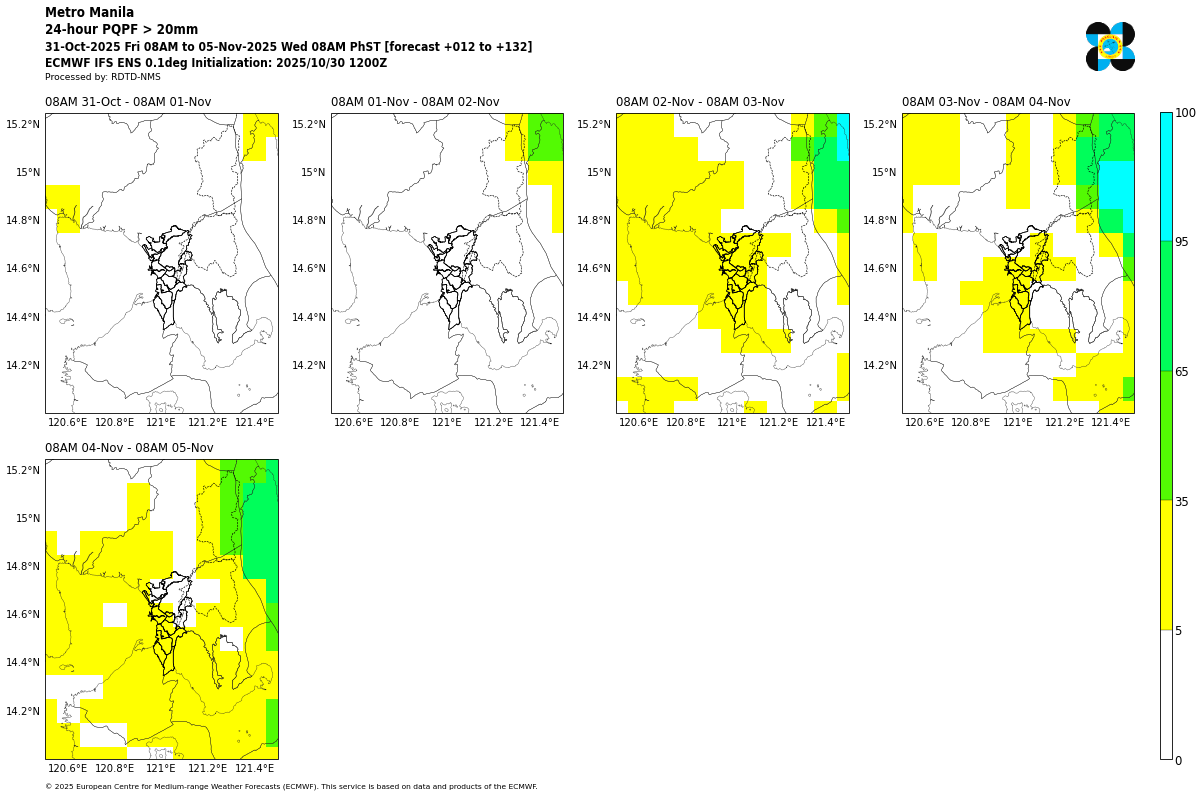 Metro Manila
24-hour PQPF > 20mm
31-Oct-2025 Fri 08AM to 05-Nov-2025 Wed 08AM PhST [forecast +012 to +132]
ECMWF IFS ENS 0.1deg Initialization: 2025/10/30 1200Z
Processed by: RDTD-NMS
08AM 31-Oct - 08AM 01-Nov
08AM 01-Nov - 08AM 02-Nov
08AM 02-Nov - 08AM 03-Nov
08AM 03-Nov - 08AM 04-Nov
15.2°N 15.2°N 15.2°N 15.2°N
15°N 15°N 15°N 15°N
14.8°N 14.8°N 14.8°N 14.8°N
14.6°N 14.6°N 14.6°N 14.6°N
14.4°N 14.4°N 14.4°N 14.4°N
14.2°N 14.2°N 14.2°N 14.2°N
120.6°E 120.8°E 121°E 121.2°E 121.4°E
120.6°E 120.8°E 121°E 121.2°E 121.4°E
120.6°E 120.8°E 121°E 121.2°E 121.4°E
120.6°E 120.8°E 121°E 121.2°E 121.4°E
100
95
65
35
5
0
08AM 04-Nov - 08AM 05-Nov
15.2°N
15°N
14.8°N
14.6°N
14.4°N
14.2°N
120.6°E 120.8°E 121°E 121.2°E 121.4°E
© 2025 European Centre for Medium-range Weather Forecasts (ECMWF). This service is based on data and products of the ECMWF.